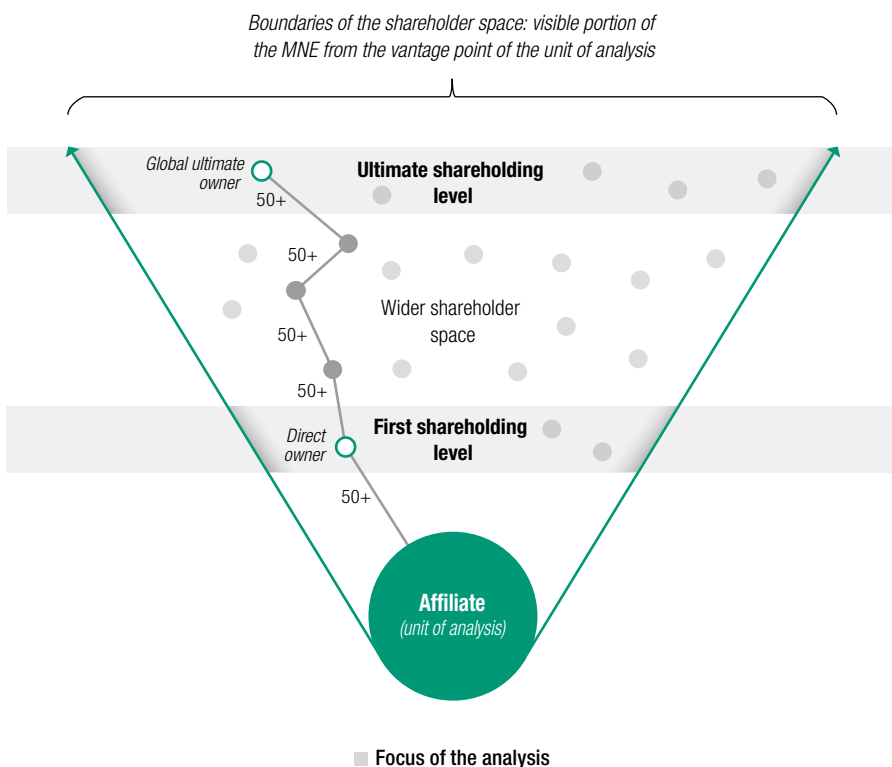 Boundaries of the shareholder space: visible portion of
the MNE from the vantage point of the unit of analysis
Global ultimate
owner
Ultimate shareholding
level
50+
50+
Wider shareholder
space
50+
50+
Direct
owner
First shareholding
level
50+
Affiliate
(unit of analysis)
Focus of the analysis